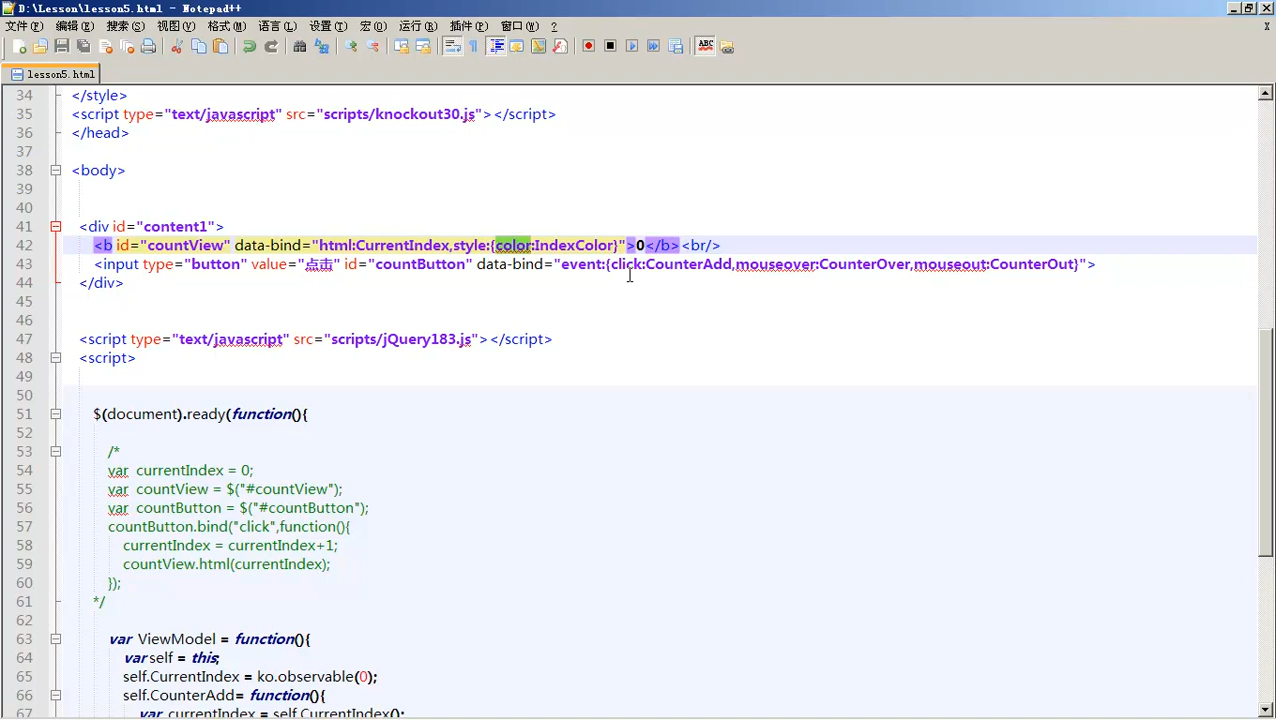 D:\Lesson\lesson5.html - Notepad++
文件(F) 编辑(E) 搜索(S) 视图(V) 格式(M) 语言(L) 设置(T) 宏(O) 运行(R) 插件(P) 窗口(W) ? X
lesson5.html
34 </style>
35 <script type="text/javascript" src="scripts/knockout30.js"></script>
36 </head>
37
38 <body>
39
40
41 <div id="content1">
42 <b id="countView" data-bind="html:CurrentIndex,style:{color:IndexColor}">0</b><br/>
43 <input type="button" value="点击" id="countButton" data-bind="event:{click:CounterAdd,mouseover:CounterOver,mouseout:CounterOut}">
44 </div>
45
46
47 <script type="text/javascript" src="scripts/jQuery183.js"></script>
48 <script>
49
50
51 $(document).ready(function(){
52
53 /*
54 var currentIndex = 0;
55 var countView = $("#countView");
56 var countButton = $("#countButton");
57 countButton.bind("click",function(){
58 currentIndex = currentIndex+1;
59 countView.html(currentIndex);
60 });
61 */
62
63 var ViewModel = function(){
64 var self = this;
65 self.CurrentIndex = ko.observable(0);
66 self.CounterAdd= function(){
67 var currentIndex = self.CurrentIndex();